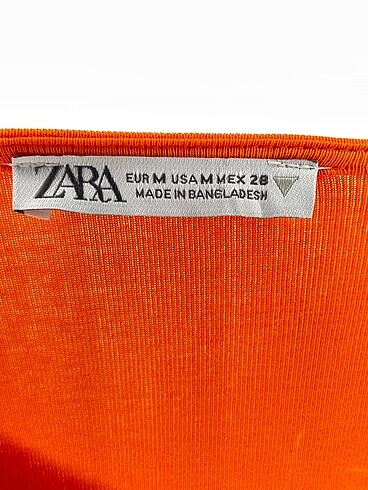 ZARA
EUR M USA M MEX 28
MADE IN BANGLADESH